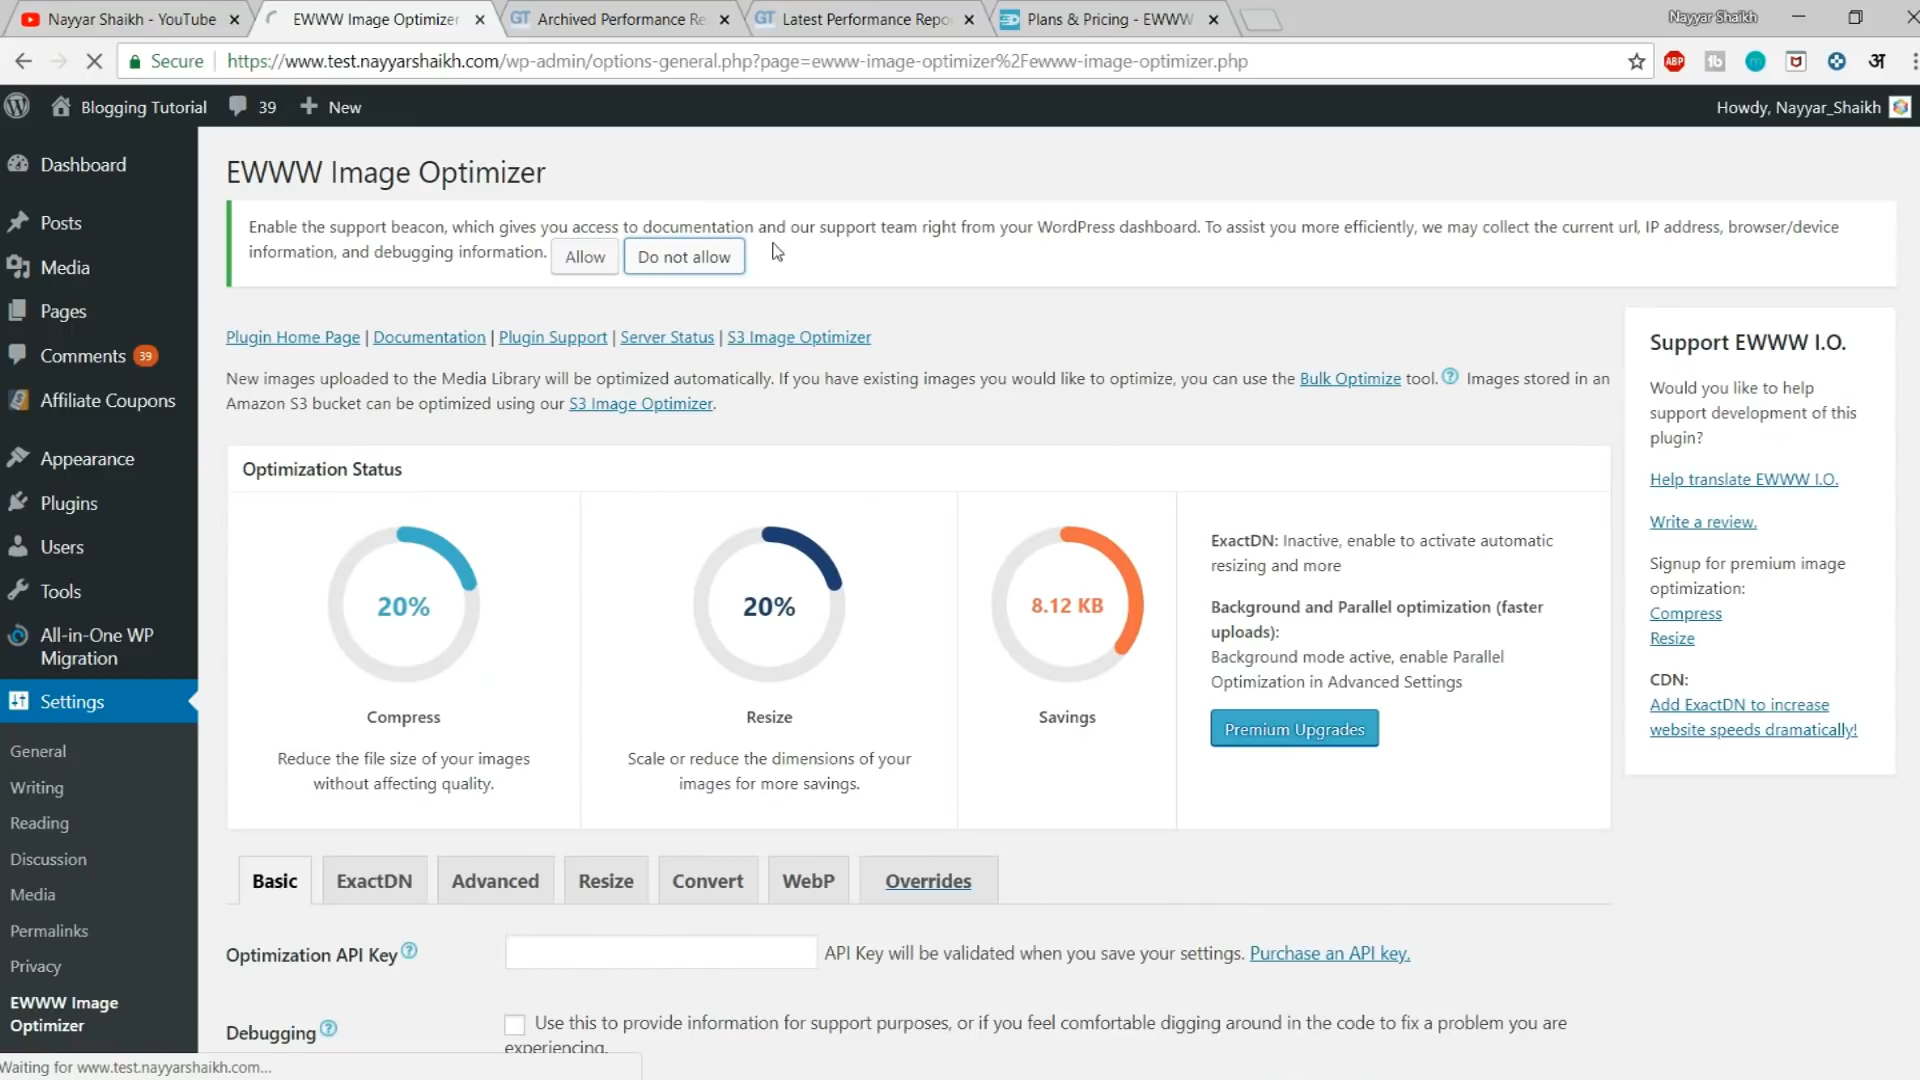 Nayyar Shaikh - YouTube
EWWW Image Optimizer
GT Archived Performance Re
GT Latest Performance Repo
Plans & Pricing - EWWW
Nayyar Shaikh
Secure
https://www.test.nayyarshaikh.com/wp-admin/options-general.php?page=ewww-image-optimizer%2Fewww-image-optimizer.php
ABP
अ
Blogging Tutorial
39
New
Howdy, Nayyar_Shaikh
Dashboard
Posts
Media
Pages
Comments 39
Affiliate Coupons
Appearance
Plugins
Users
Tools
All-in-One WP
Migration
Settings
General
Writing
Reading
Discussion
Media
Permalinks
Privacy
EWWW Image
Optimizer
EWWW Image Optimizer
Enable the support beacon, which gives you access to documentation and our support team right from your WordPress dashboard. To assist you more efficiently, we may collect the current url, IP address, browser/device
information, and debugging information. Allow Do not allow
Plugin Home Page | Documentation | Plugin Support | Server Status | S3 Image Optimizer
New images uploaded to the Media Library will be optimized automatically. If you have existing images you would like to optimize, you can use the Bulk Optimize tool. Images stored in an
Amazon S3 bucket can be optimized using our S3 Image Optimizer.
Optimization Status
20%
Compress
Reduce the file size of your images
without affecting quality.
20%
Resize
Scale or reduce the dimensions of your
images for more savings.
8.12 KB
Savings
ExactDN: Inactive, enable to activate automatic
resizing and more
Background and Parallel optimization (faster
uploads):
Background mode active, enable Parallel
Optimization in Advanced Settings
Premium Upgrades
Support EWWW I.O.
Would you like to help
support development of this
plugin?
Help translate EWWW I.O.
Write a review.
Signup for premium image
optimization:
Compress
Resize
CDN:
Add ExactDN to increase
website speeds dramatically!
Basic
ExactDN
Advanced
Resize
Convert
WebP
Overrides
Optimization API Key
API Key will be validated when you save your settings. Purchase an API key.
Debugging
Use this to provide information for support purposes, or if you feel comfortable digging around in the code to fix a problem you are
experiencing.
Waiting for www.test.nayyarshaikh.com...